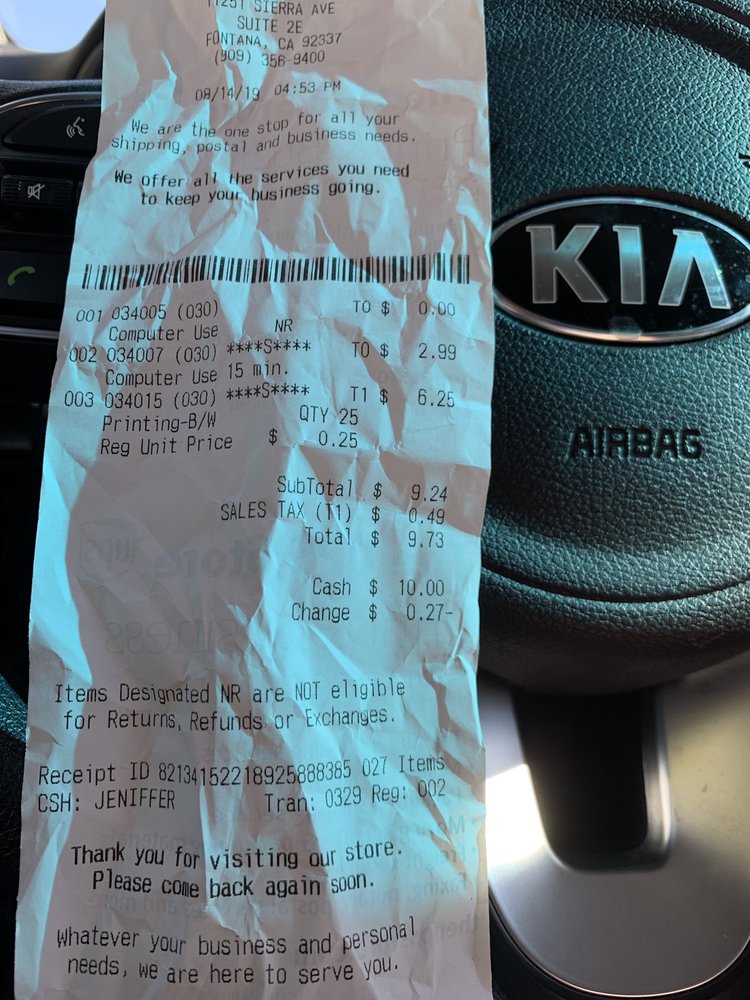 11251 SIERRA AVE
SUITE 2E
FONTANA, CA 92337
(909) 356-9400
08/14/19 04:53 PM
We are the one stop for all your
shipping, postal and business needs.
We offer all the services you need
to keep your business going.
001 034005 (030) T0 $ 0.00
Computer Use NR
002 034007 (030) ****S**** T0 $ 2.99
Computer Use 15 min.
003 034015 (030) ****S**** T1 $ 6.25
Printing-B/W QTY 25
Reg Unit Price $ 0.25
SubTotal $ 9.24
SALES TAX (T1) $ 0.49
Total $ 9.73
Cash $ 10.00
Change $ 0.27-
Items Designated NR are NOT eligible
for Returns, Refunds or Exchanges.
Receipt ID 82134152218925888385 027 Items
CSH: JENIFFER Tran: 0329 Reg: 002
Thank you for visiting our store.
Please come back again soon.
Whatever your business and personal
needs, we are here to serve you.
KIA
AIRBAG